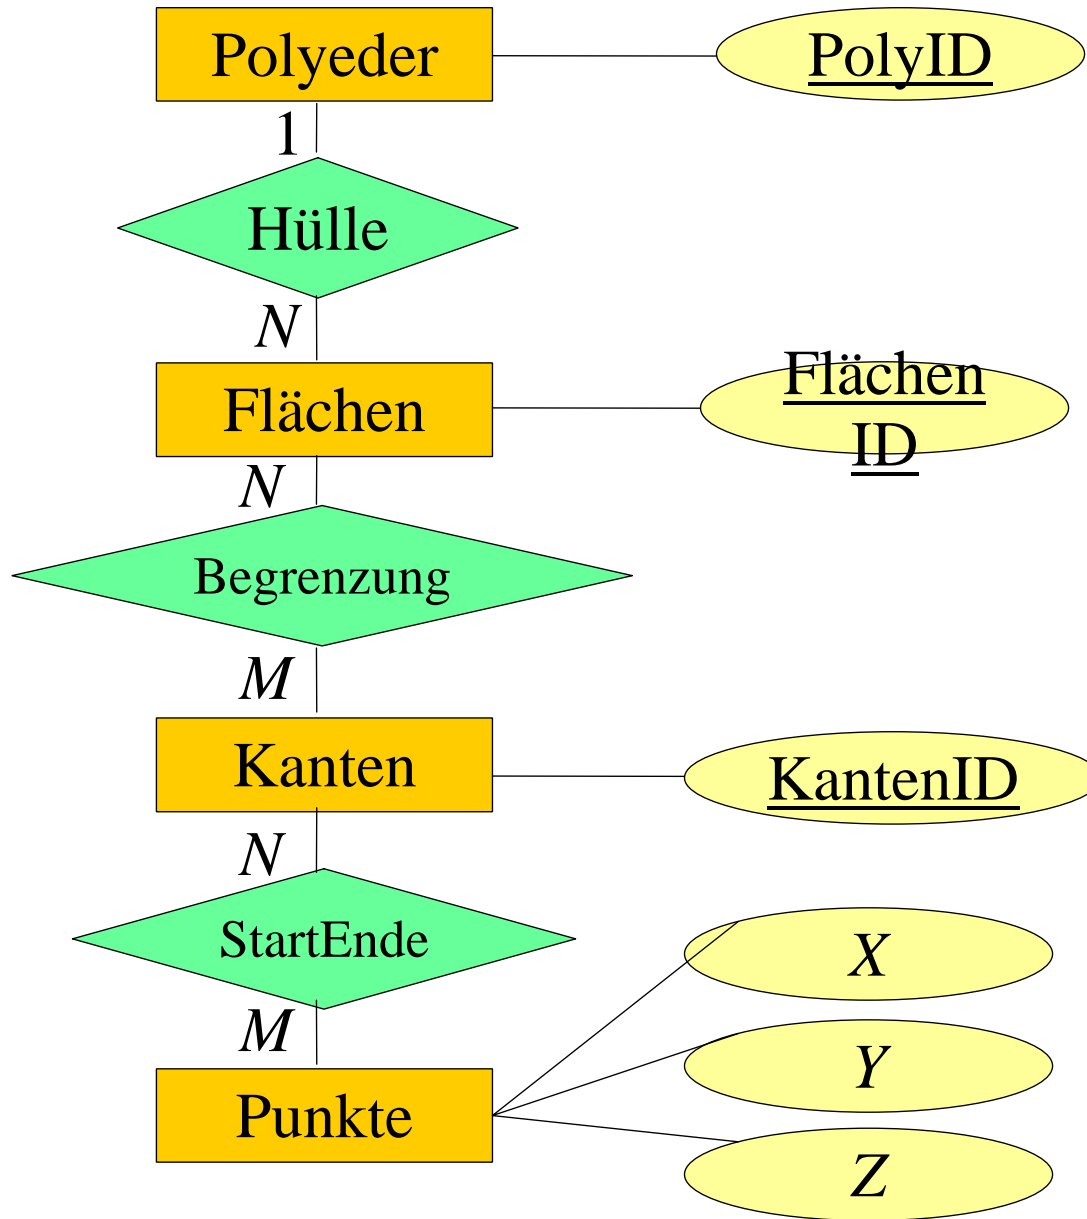 Polyeder
PolyID
1
Hülle
N
Flächen
Flächen
ID
N
Begrenzung
M
Kanten
KantenID
N
StartEnde
X
M
Y
Punkte
Z